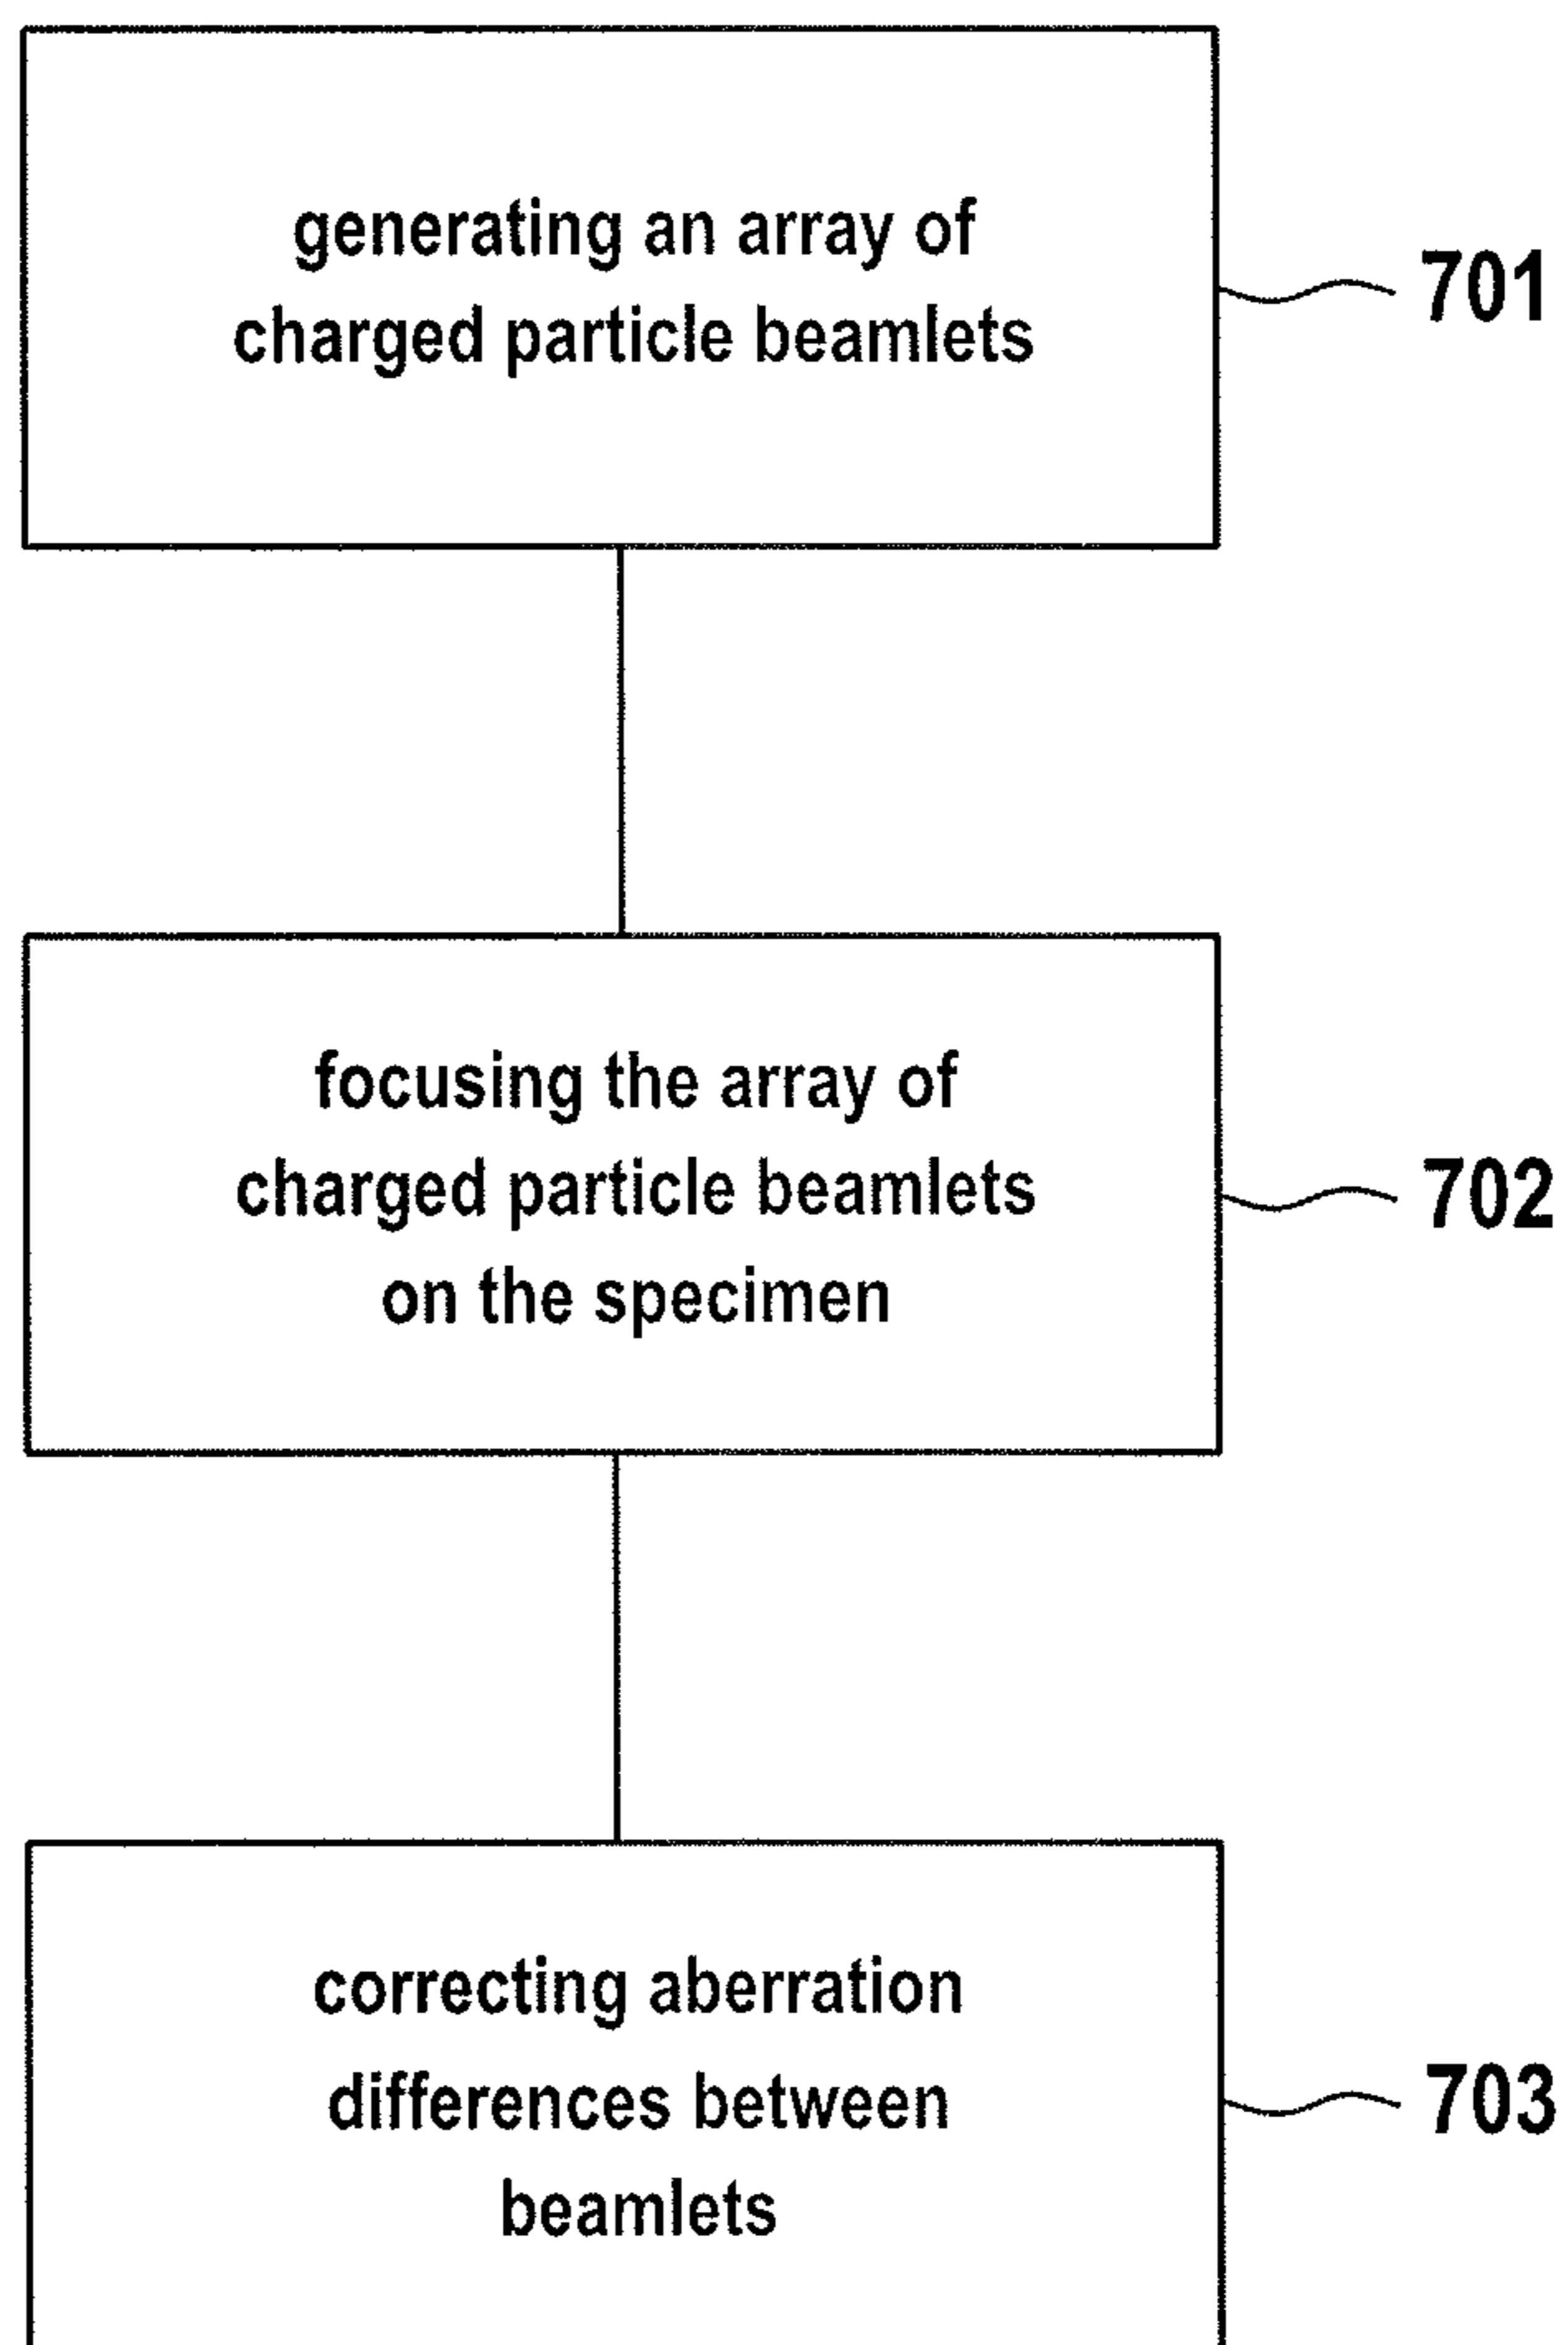 generating an array of
charged particle beamlets
701
focusing the array of
charged particle beamlets
on the specimen
702
correcting aberration
differences between
beamlets
703